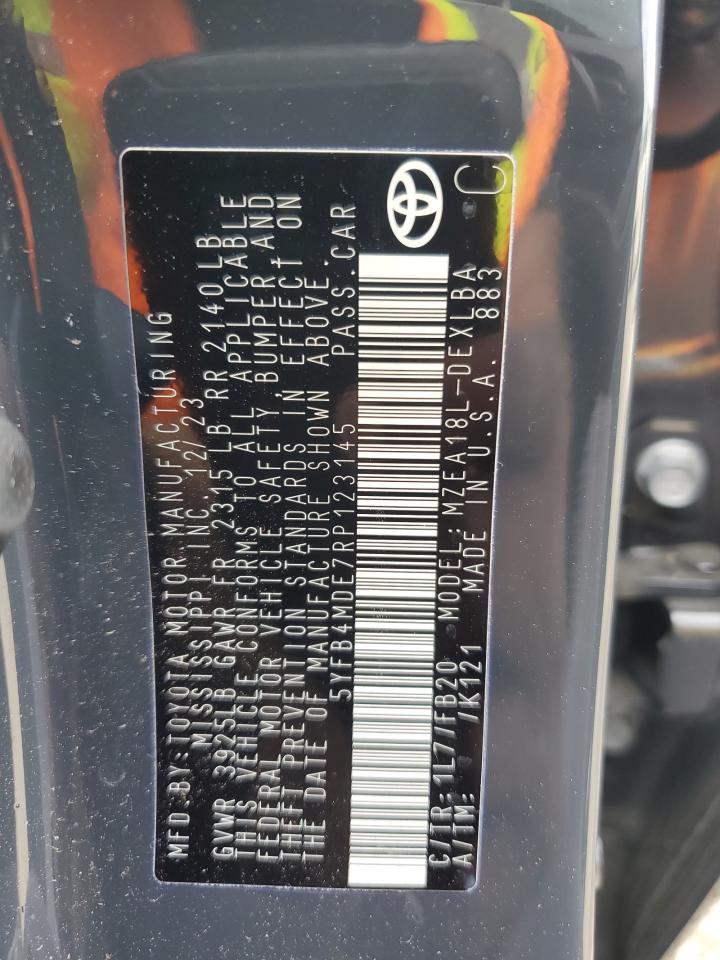 MFD.BY:TOYOTA MOTOR MANUFACTURING
MISSISSIPPI INC. 12/23
GVWR 3925LB GAWR FR 2315LB RR 2140LB
THIS VEHICLE CONFORMS TO ALL APPLICABLE
FEDERAL MOTOR VEHICLE SAFETY, BUMPER, AND
THEFT PREVENTION STANDARDS IN EFFECT ON
THE DATE OF MANUFACTURE SHOWN ABOVE.
5YFB4MDE7RP123145 PASS.CAR
C/TR: 1L7/FB20 MODEL: MZEA18L-DEXLBA C
A/TM: /K121 MADE IN U.S.A. 883